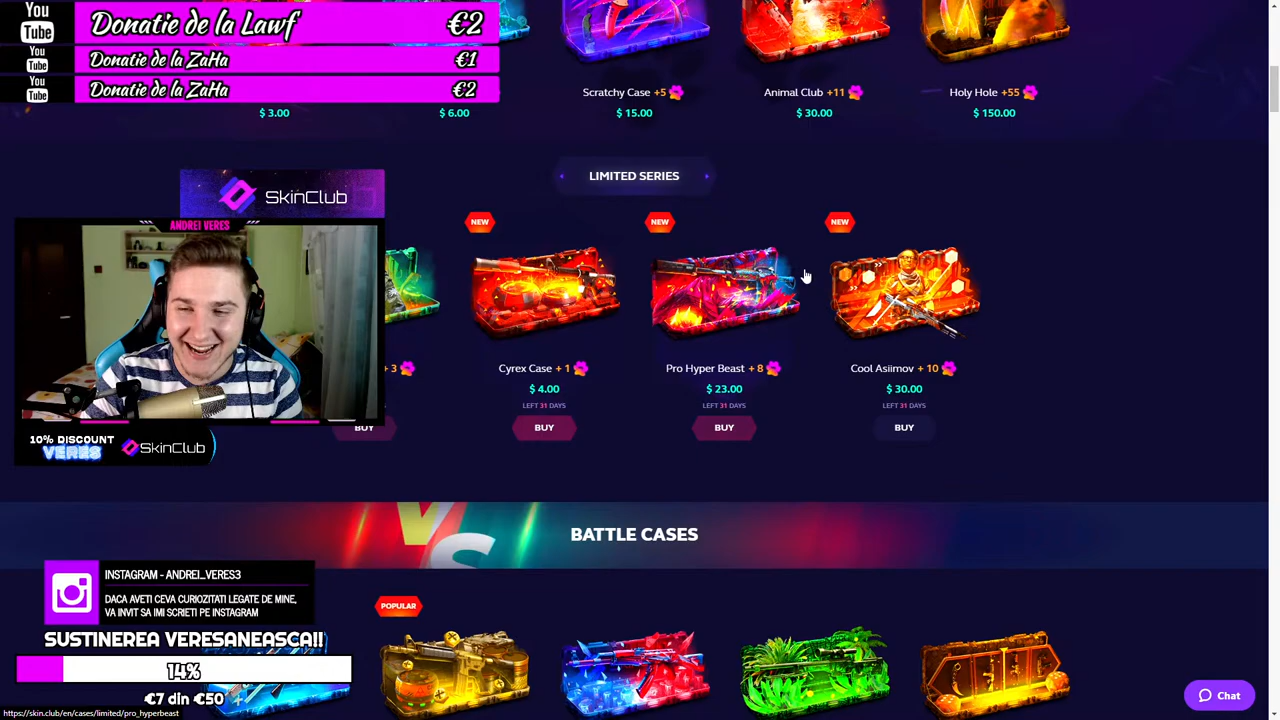 You
Tube
Donatie de la Lawf €2
You
Tube
Donatie de la ZaHa €1
You
Tube
Donatie de la ZaHa €2
Scratchy Case +5
Animal Club +11
Holy Hole +55
$ 3.00
$ 6.00
$ 15.00
$ 30.00
$ 150.00
LIMITED SERIES
SkinClub
ANDREI VERES
NEW
NEW
NEW
+ 3
Cyrex Case + 1
Pro Hyper Beast + 8
Cool Asiimov + 10
$ 4.00
$ 23.00
$ 30.00
LEFT 31 DAYS
LEFT 31 DAYS
LEFT 31 DAYS
BUY
BUY
BUY
BUY
10% DISCOUNT
VERES
SkinClub
VS
BATTLE CASES
INSTAGRAM - ANDREI_VERES3
DACA AVETI CEVA CURIOZITATI LEGATE DE MINE,
VA INVIT SA IMI SCRIETI PE INSTAGRAM
POPULAR
SUSTINEREA VERESANEASCA!!
14%
€7 din €50
Chat
https://skin.club/en/cases/limited/pro_hyperbeast